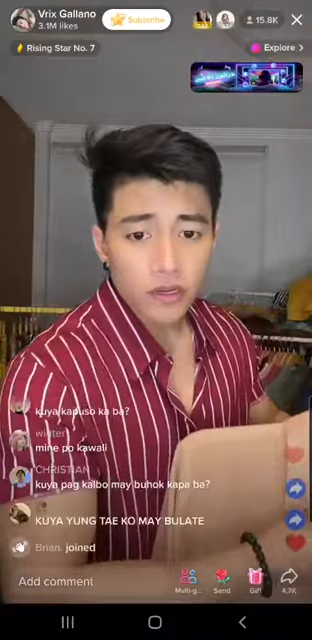 Vrix Gallano
3.1M likes
Subscribe
15.8K
Rising Star No. 7
Explore >
kuya kapuso ka ba?
winter
mine po kawali
CHRISTIAN
kuya pag kalbo may buhok kapa ba?
KUYA YUNG TAE KO MAY BULATE
Brian. joined
Add comment
Multi-g...
Send
Gift
4.7K